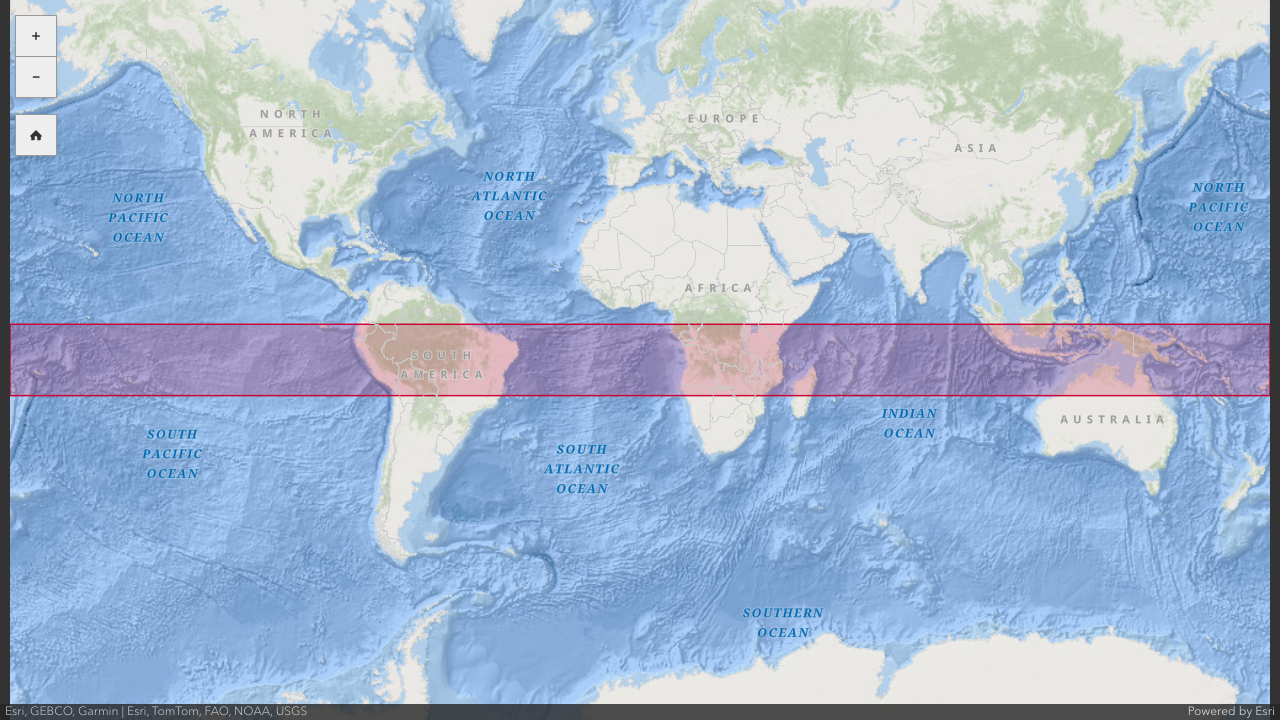 +
−
NORTH
AMERICA
EUROPE
ASIA
NORTH
ATLANTIC
OCEAN
NORTH
PACIFIC
OCEAN
NORTH
PACIFIC
OCEAN
AFRICA
SOUTH
AMERICA
INDIAN
OCEAN
AUSTRALIA
SOUTH
PACIFIC
OCEAN
SOUTH
ATLANTIC
OCEAN
SOUTHERN
OCEAN
Esri, GEBCO, Garmin | Esri, TomTom, FAO, NOAA, USGS
Powered by Esri